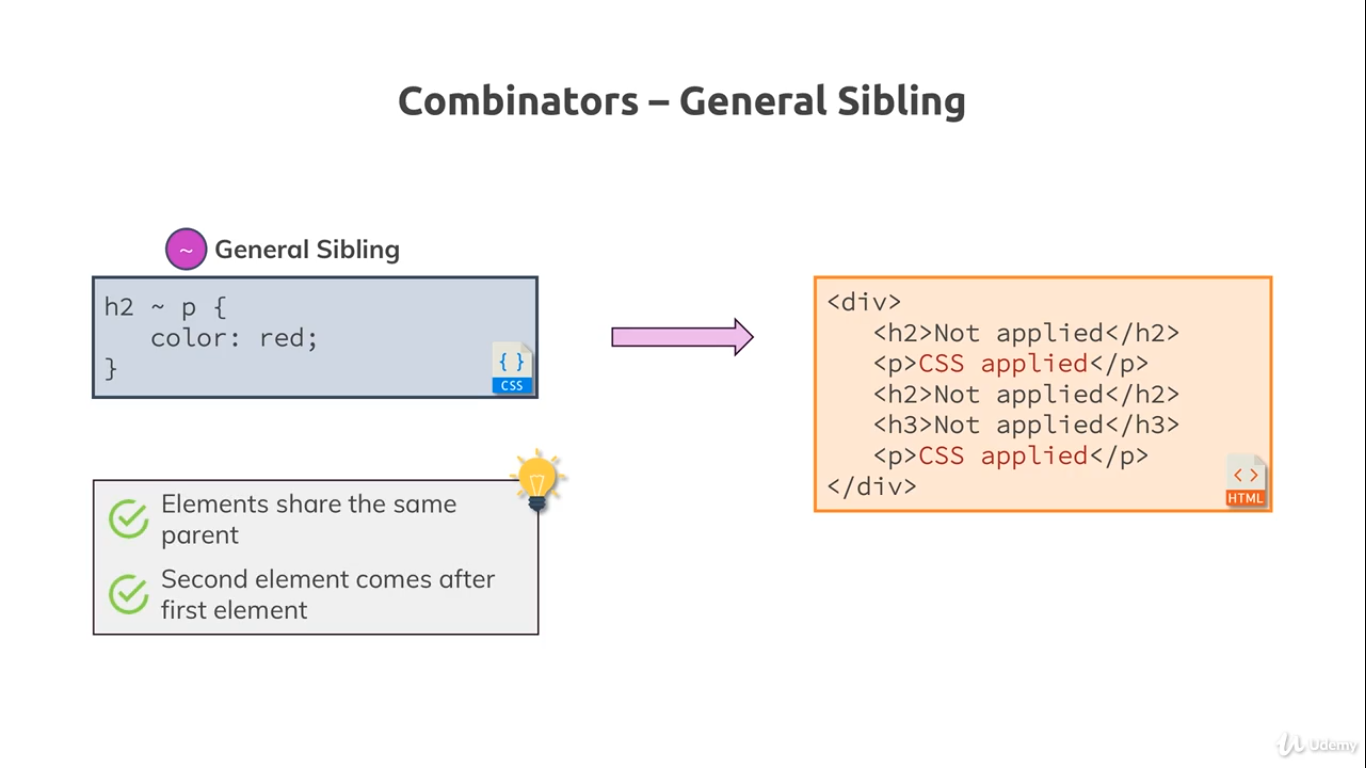 Combinators – General Sibling
~ General Sibling
h2 ~ p {
color: red;
}
{ }
CSS
Elements share the same
parent
Second element comes after
first element
<div>
<h2>Not applied</h2>
<p>CSS applied</p>
<h2>Not applied</h2>
<h3>Not applied</h3>
<p>CSS applied</p>
</div>
< >
HTML
Udemy